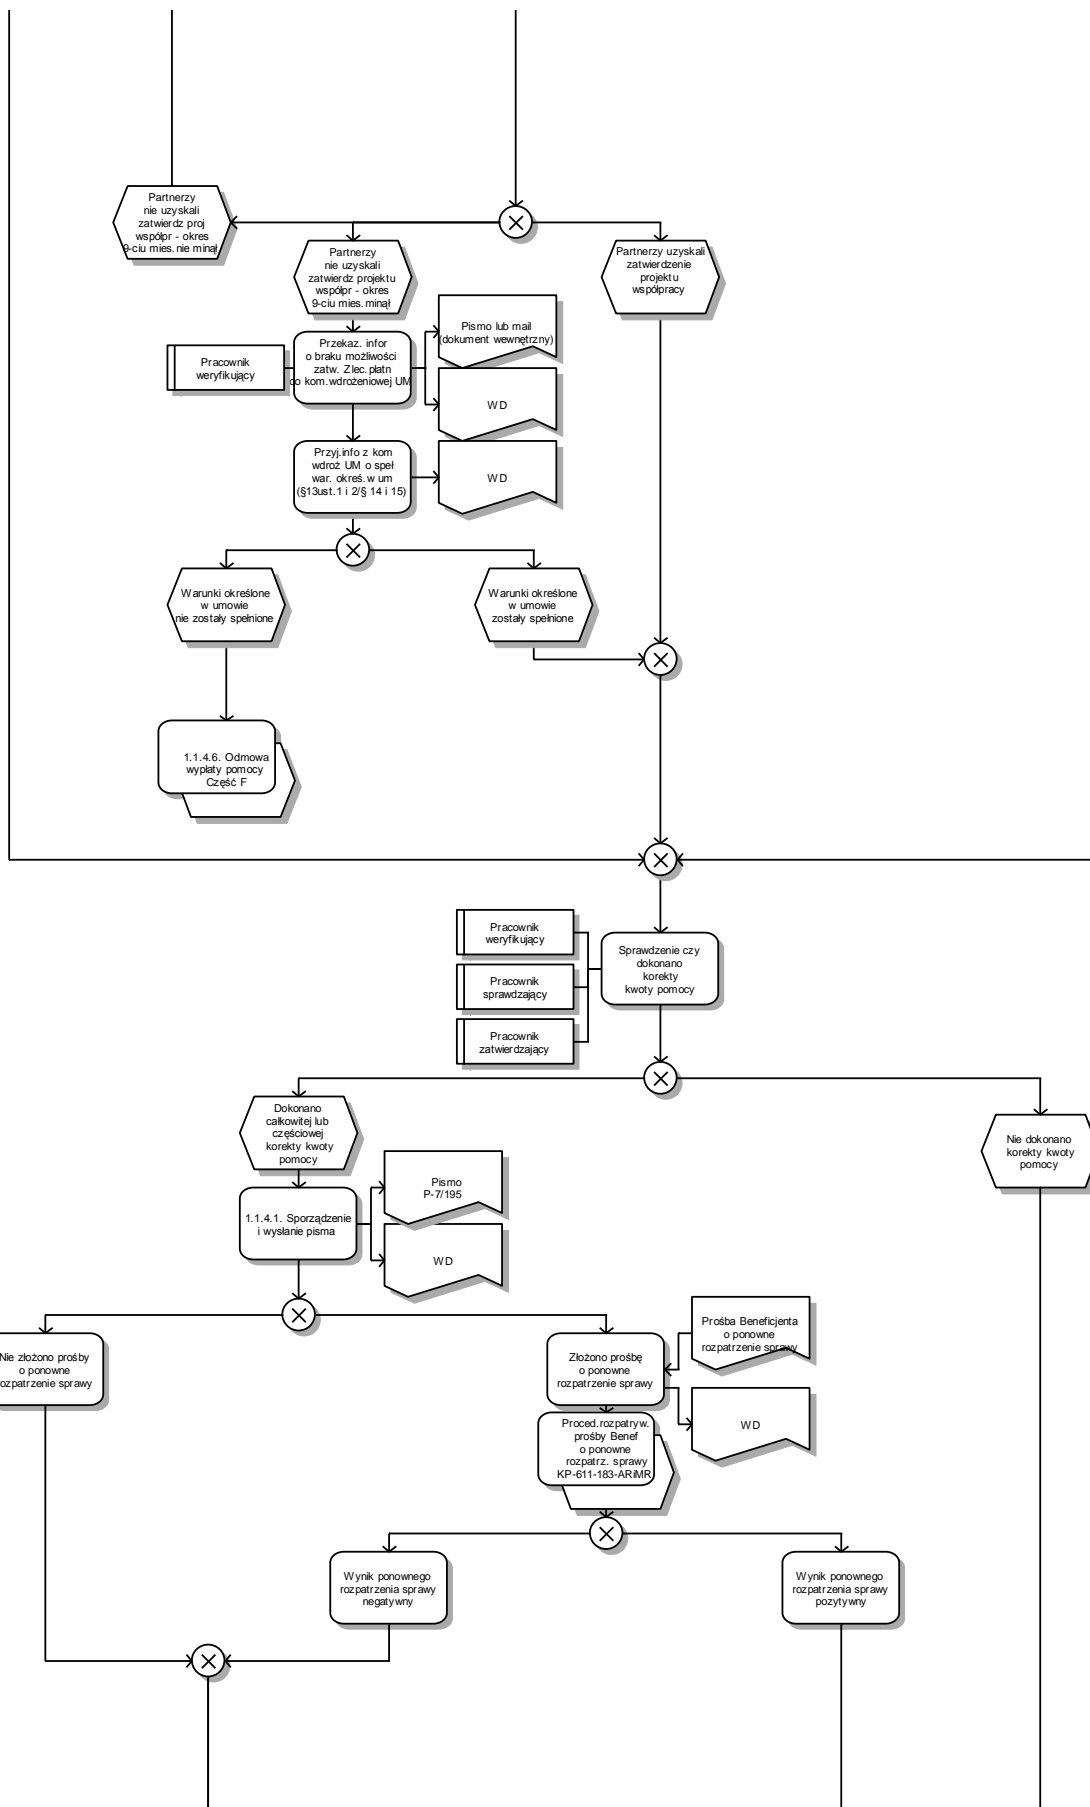 Partnerzy
nie uzyskali
zatwierdz proj
współpr - okres
9-ciu mies. nie minął
Partnerzy
nie uzyskali
zatwierdz projektu
współpr - okres
9-ciu mies. minął
Partnerzy uzyskali
zatwierdzenie
projektu
współpracy
Pismo lub mail
(dokument wewnętrzny)
Przekaz. infor
o braku możliwości
zatw. Zlec.płatn
do kom.wdrożeniowej UM
Pracownik
weryfikujący
WD
Przyj.info z kom
wdroż UM o speł
war. okreś. w um
(§13ust.1 i 2/§ 14 i 15)
WD
Warunki określone
w umowie
nie zostały spełnione
Warunki określone
w umowie
zostały spełnione
1.1.4.6. Odmowa
wypłaty pomocy
Część F
Pracownik
weryfikujący
Pracownik
sprawdzający
Pracownik
zatwierdzający
Sprawdzenie czy
dokonano
korekty
kwoty pomocy
Dokonano
całkowitej lub
częściowej
korekty kwoty
pomocy
Nie dokonano
korekty kwoty
pomocy
Pismo
P-7/195
1.1.4.1. Sporządzenie
i wysłanie pisma
WD
Nie złożono prośby
o ponowne
rozpatrzenie sprawy
Złożono prośbę
o ponowne
rozpatrzenie sprawy
Prośba Beneficjenta
o ponowne
rozpatrzenie sprawy
WD
Proced.rozpatryw.
prośby Benef
o ponowne
rozpatrz. sprawy
KP-611-183-ARiMR
Wynik ponownego
rozpatrzenia sprawy
negatywny
Wynik ponownego
rozpatrzenia sprawy
pozytywny